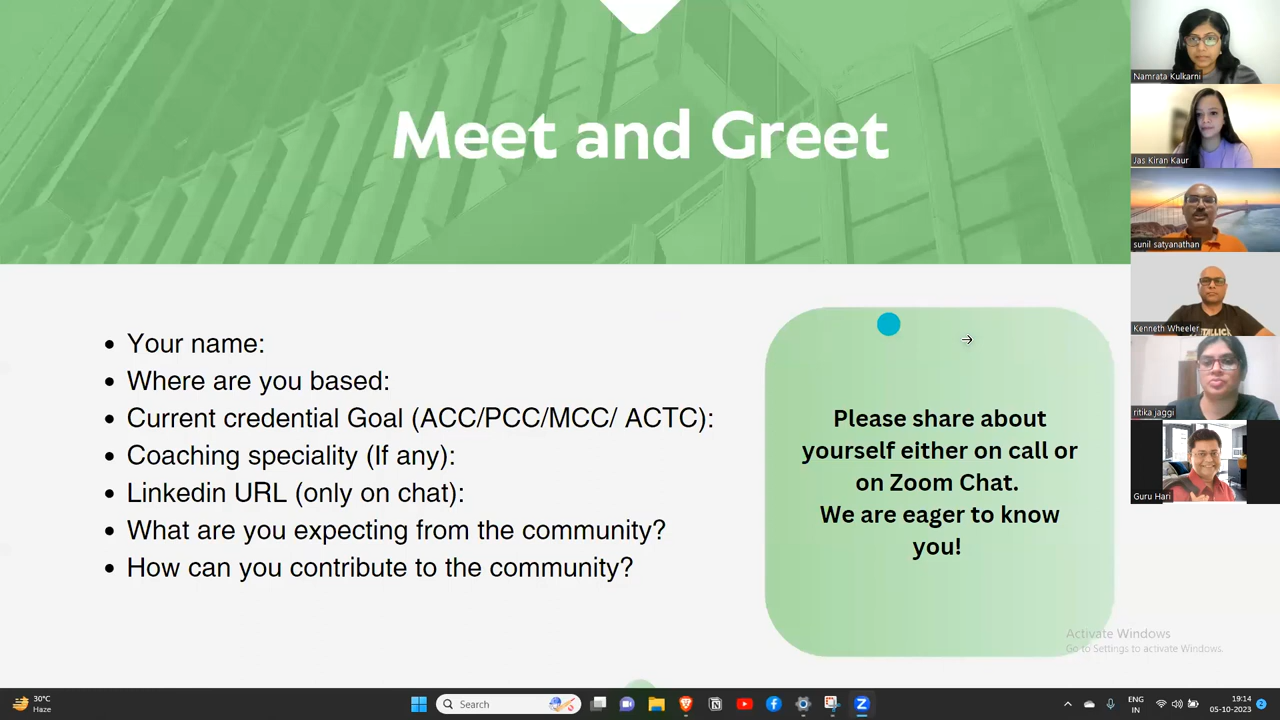 Meet and Greet
Your name:
Where are you based:
Current credential Goal (ACC/PCC/MCC/ ACTC):
Coaching speciality (If any):
Linkedin URL (only on chat):
What are you expecting from the community?
How can you contribute to the community?
Please share about
yourself either on call or
on Zoom Chat.
We are eager to know
you!
Namrata Kulkarni
Jas Kiran Kaur
sunil satyanathan
Kenneth Wheeler
ritika jaggi
Guru Hari
Activate Windows
Go to Settings to activate Windows.
30°C
Haze
Search
ENG
IN
19:14
05-10-2023